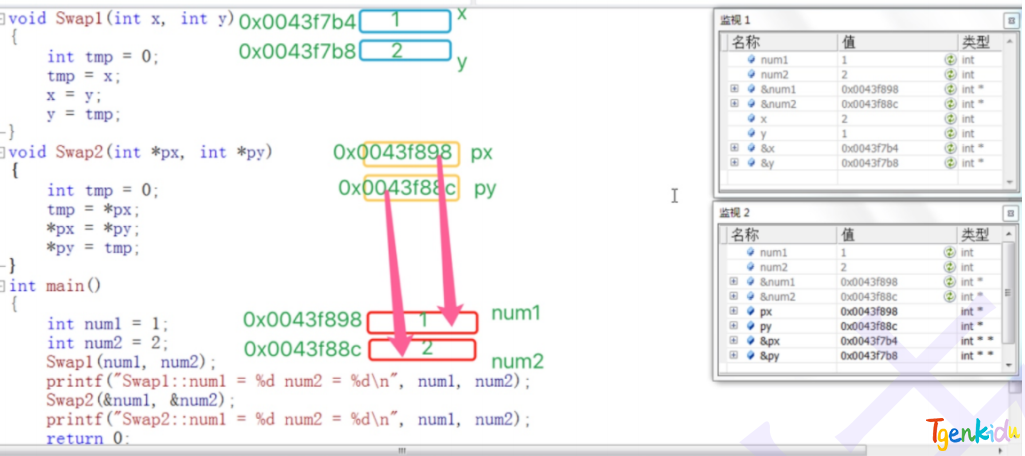 void Swap1(int x, int y) 0x0043f7b4 1 x
{ 0x0043f7b8 2 y
int tmp = 0;
tmp = x;
x = y;
y = tmp;
}
void Swap2(int *px, int *py) 0x0043f898 px
{
0x0043f88c py
int tmp = 0;
tmp = *px;
*px = *py;
*py = tmp;
}
int main()
{
0x0043f898 1 num1
int num1 = 1;
0x0043f88c 2 num2
int num2 = 2;
Swap1(num1, num2);
printf("Swap1::num1 = %d num2 = %d\n", num1, num2);
Swap2(&num1, &num2);
printf("Swap2::num1 = %d num2 = %d\n", num1, num2);
return 0;
监视 1
名称 值 类型
num1 1 int
num2 2 int
&num1 0x0043f898 int *
&num2 0x0043f88c int *
x 2 int
y 1 int
&x 0x0043f7b4 int *
&y 0x0043f7b8 int *
监视 2
名称 值 类型
num1 1 int
num2 2 int
&num1 0x0043f898 int *
&num2 0x0043f88c int *
px 0x0043f898 int *
py 0x0043f88c int *
&px 0x0043f7b4 int * *
&py 0x0043f7b8 int * *
Tgenkidu